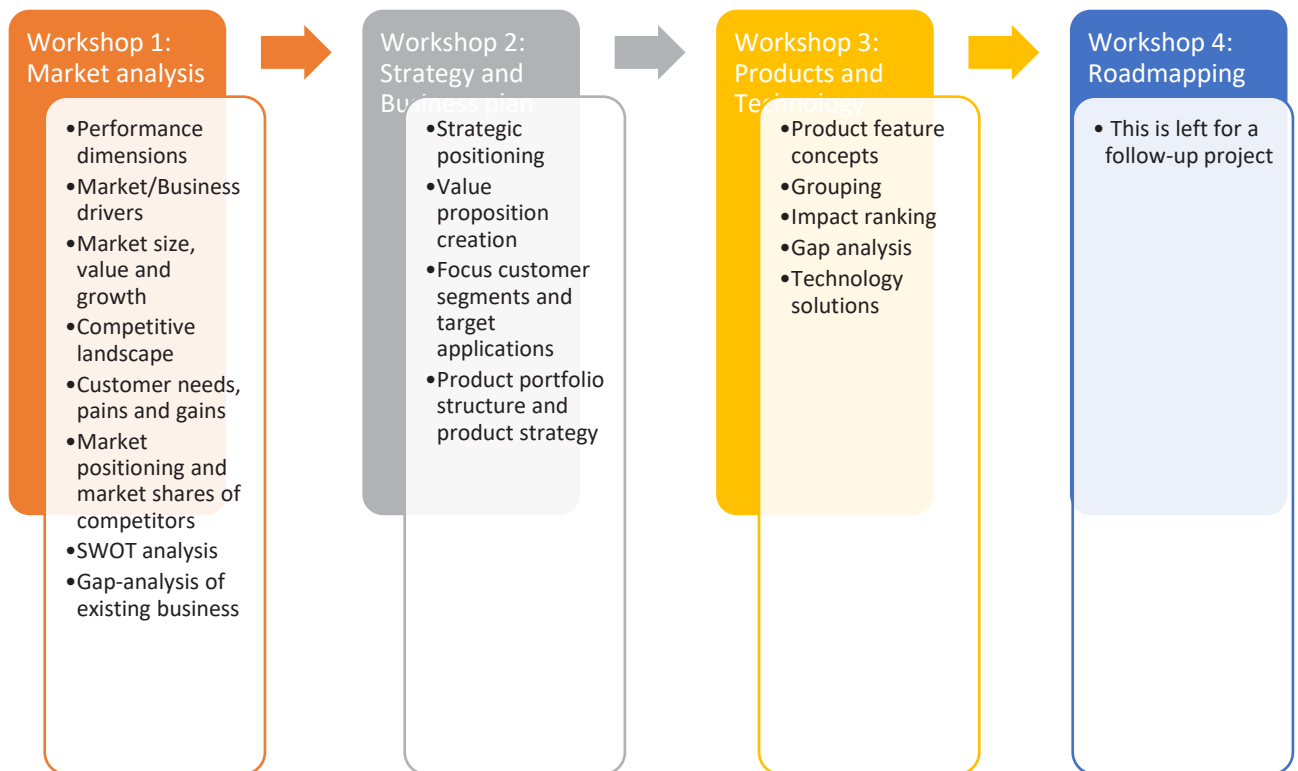 Workshop 1:
Market analysis
•Performance
dimensions
•Market/Business
drivers
•Market size,
value and
growth
•Competitive
landscape
•Customer needs,
pains and gains
•Market
positioning and
market shares of
competitors
•SWOT analysis
•Gap-analysis of
existing business
Workshop 2:
Strategy and
Business plan
•Strategic
positioning
•Value
proposition
creation
•Focus customer
segments and
target
applications
•Product portfolio
structure and
product strategy
Workshop 3:
Products and
Technology
•Product feature
concepts
•Grouping
•Impact ranking
•Gap analysis
•Technology
solutions
Workshop 4:
Roadmapping
• This is left for a
follow-up project